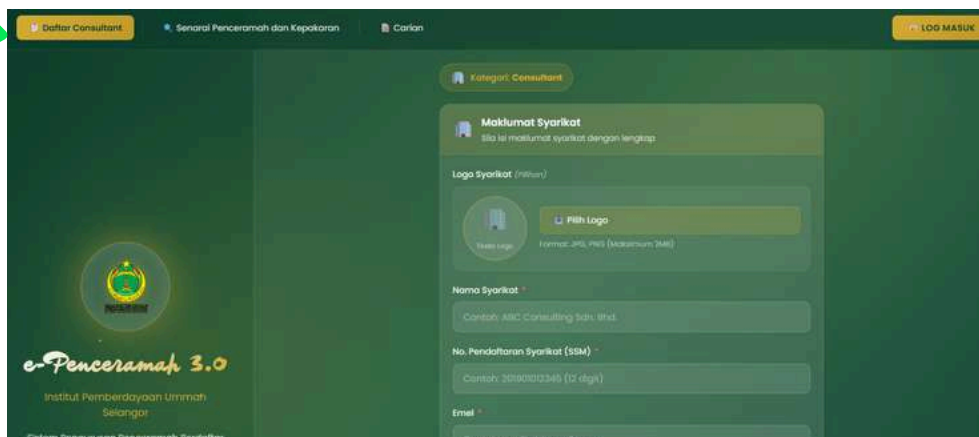 Daftar Consultant
Senarai Penceramah dan Kepakaran
Carian
LOG MASUK
Kategori: Consultant
Maklumat Syarikat
Sila isi maklumat syarikat dengan lengkap
Logo Syarikat (Pilihan)
Pilih Logo
Format: JPG, PNG (Maksimum 2MB)
Nama Syarikat *
Contoh: ABC Consulting Sdn. Bhd.
No. Pendaftaran Syarikat (SSM) *
Contoh: 201901012345 (12 digit)
Emel *
e-Penceramah 3.0
Institut Pemberdayaan Ummah
Selangor